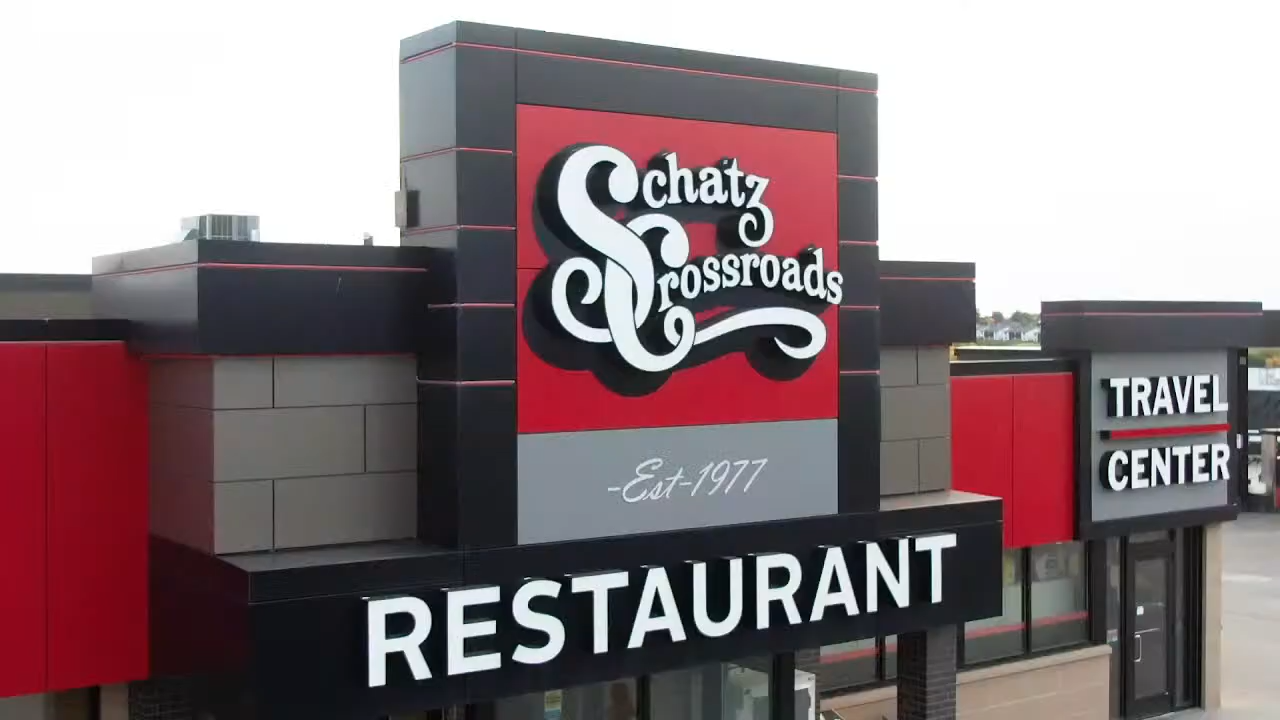 Schatz
Crossroads
-Est-1977
RESTAURANT
TRAVEL
CENTER